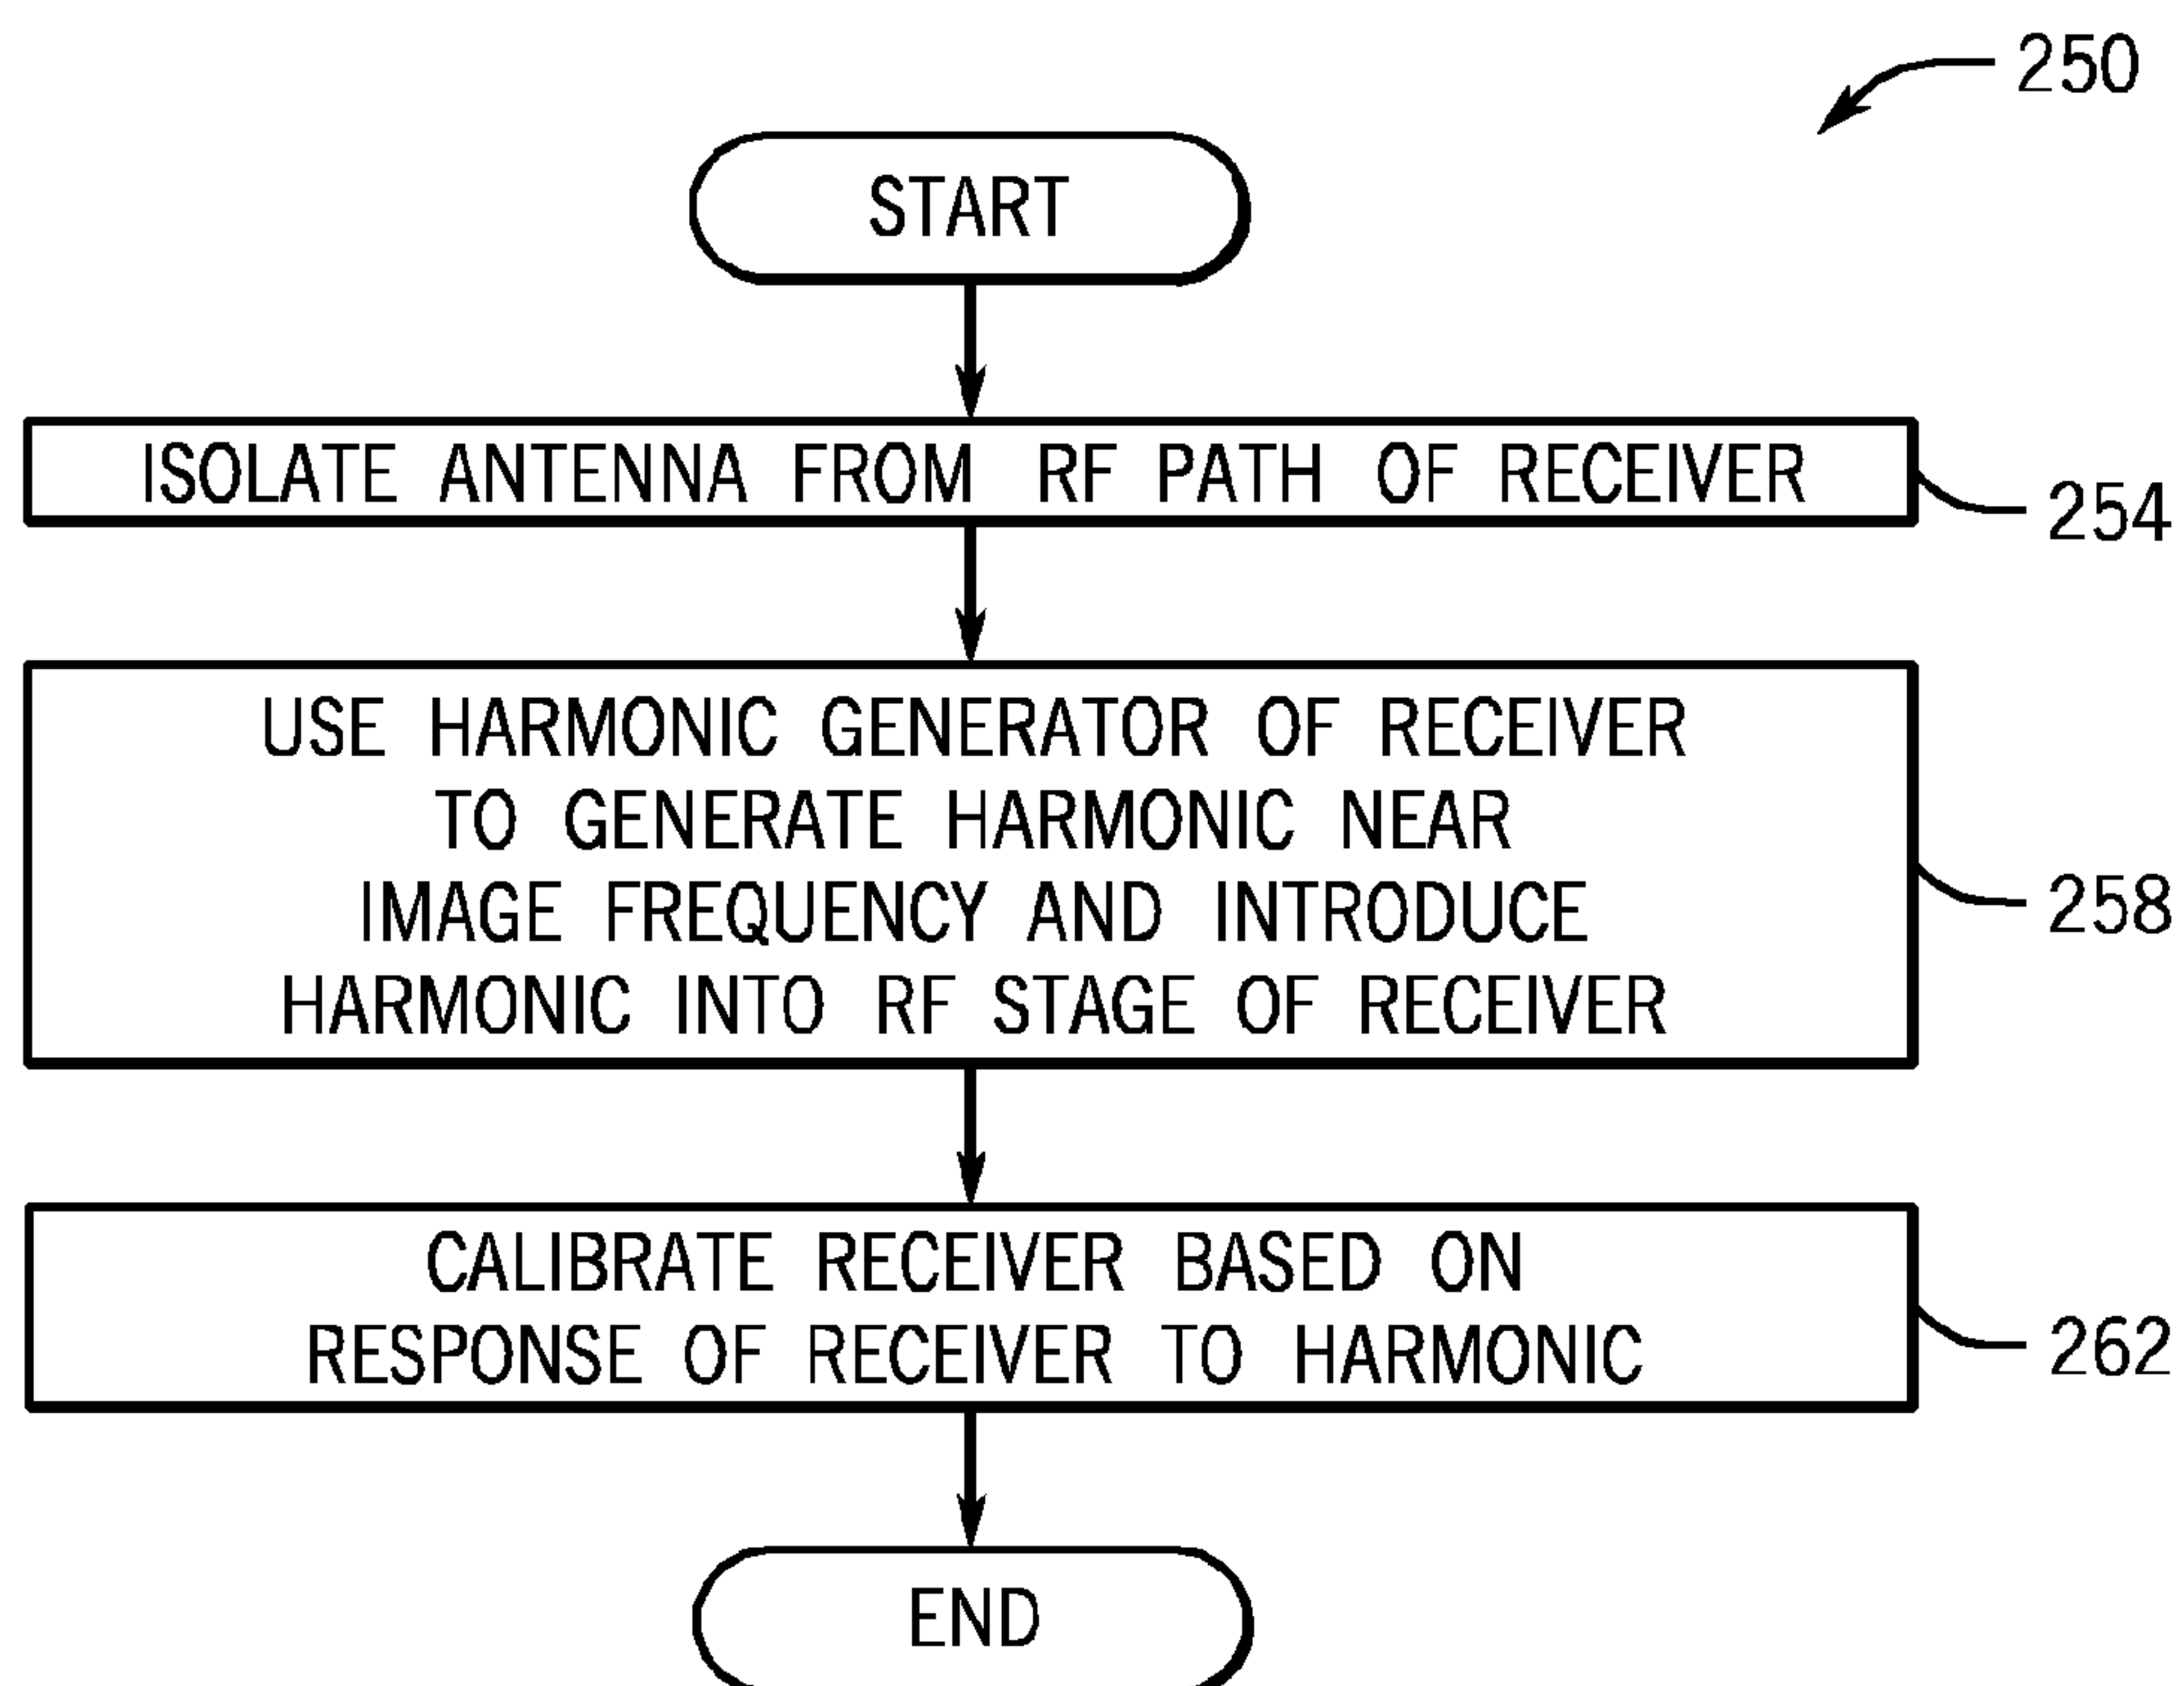 250
START
ISOLATE ANTENNA FROM RF PATH OF RECEIVER
254
USE HARMONIC GENERATOR OF RECEIVER
TO GENERATE HARMONIC NEAR
IMAGE FREQUENCY AND INTRODUCE
HARMONIC INTO RF STAGE OF RECEIVER
258
CALIBRATE RECEIVER BASED ON
RESPONSE OF RECEIVER TO HARMONIC
262
END